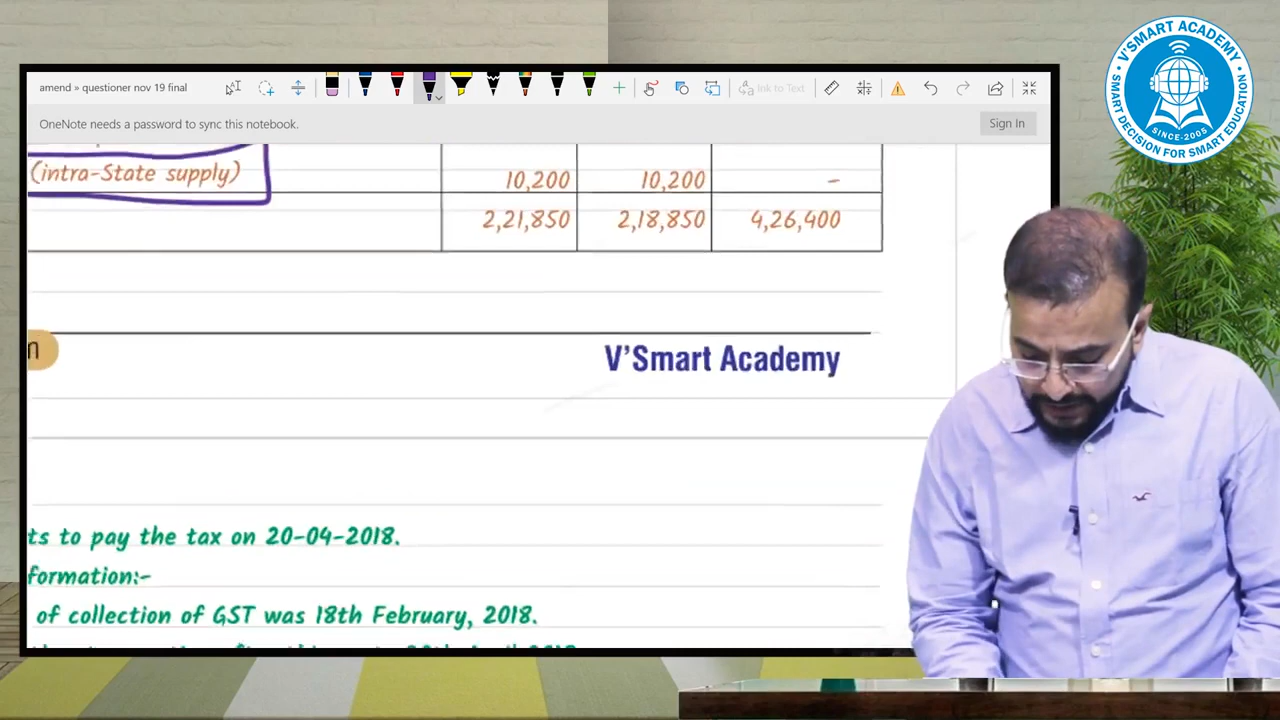 amend » questioner nov 19 final
Ink to Text
OneNote needs a password to sync this notebook.
Sign In
(intra-State supply)
10,200 10,200 –
2,21,850 2,18,850 4,26,400
V'Smart Academy
ts to pay the tax on 20-04-2018.
formation:-
of collection of GST was 18th February, 2018.
V'SMART ACADEMY
SINCE-2005
SMART DECISION FOR SMART EDUCATION